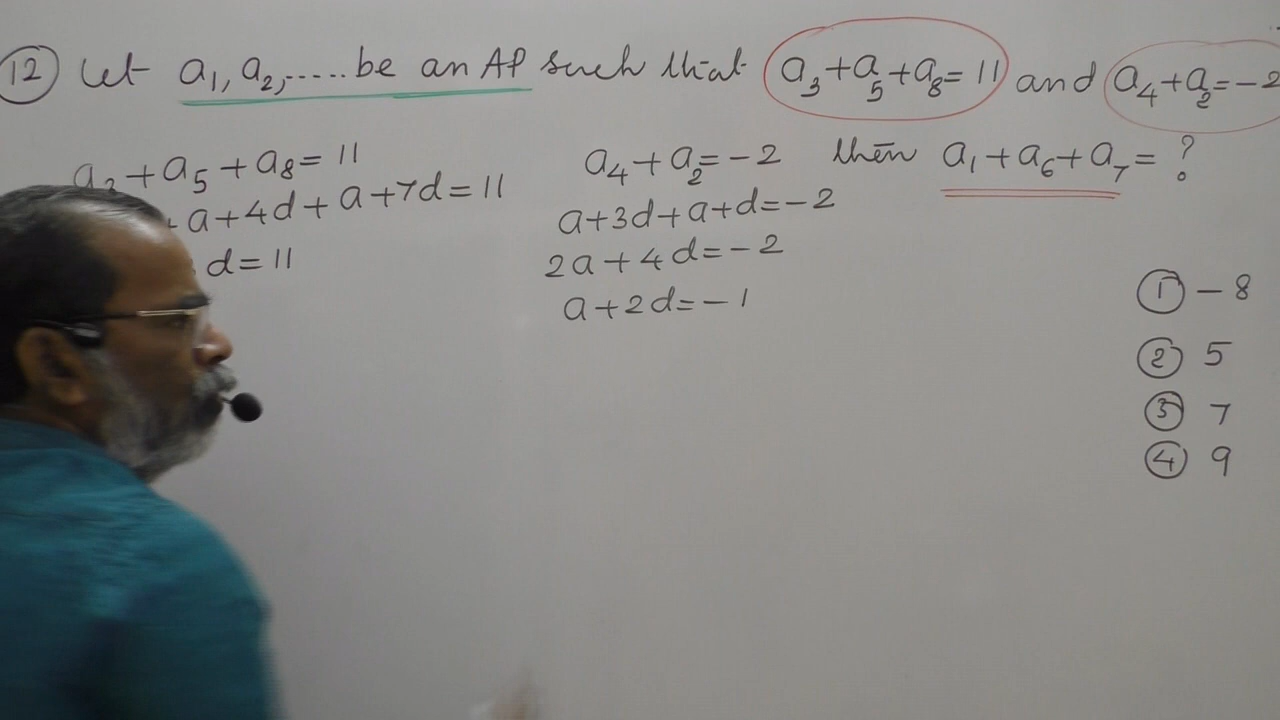 ⑫ Let a₁, a₂, ..... be an AP such that a₃+a₅+a₈=11 and a₄+a₂=-2
then a₁+a₆+a₇=?
a₃+a₅+a₈=11
+a+4d+a+7d=11
d=11
a₄+a₂=-2
a+3d+a+d=-2
2a+4d=-2
a+2d=-1
① -8
② 5
③ 7
④ 9